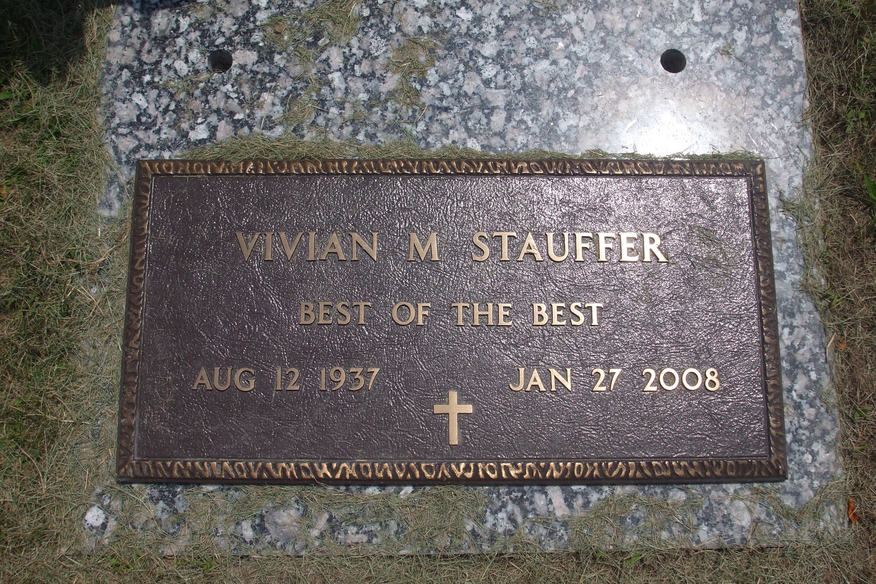 VIVIAN M STAUFFER
BEST OF THE BEST
AUG 12 1937 JAN 27 2008